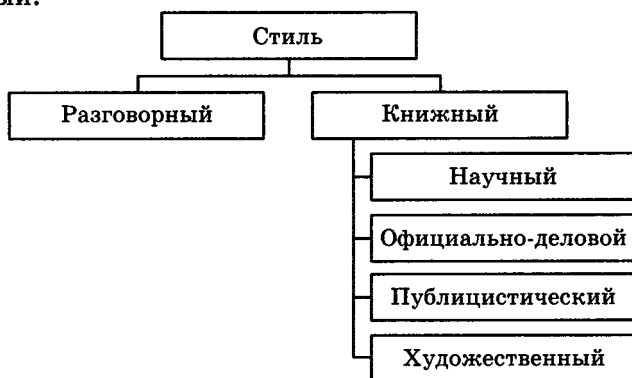 Стиль
Разговорный
Книжный
Научный
Официально-деловой
Публицистический
Художественный